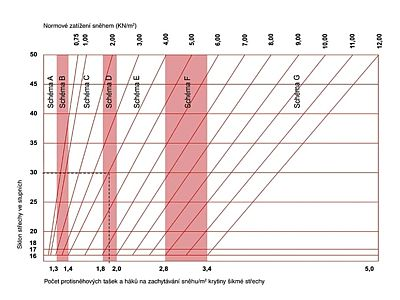 Normové zatížení sněhem (KN/m²)
0,75 1,00 2,00 3,00 4,00 5,00 6,00 7,00 8,00 9,00 10,00 11,00 12,00
50
45
40
35
30
25
20
18
17
16
Sklon střechy ve stupních
Schéma A
Schéma B
Schéma C
Schéma D
Schéma E
Schéma F
Schéma G
1,3 1,4 1,8 2,0 2,8 3,4 5,0
Počet protisněhových tašek a háků na zachytávání sněhu/m² krytiny šikmé střechy